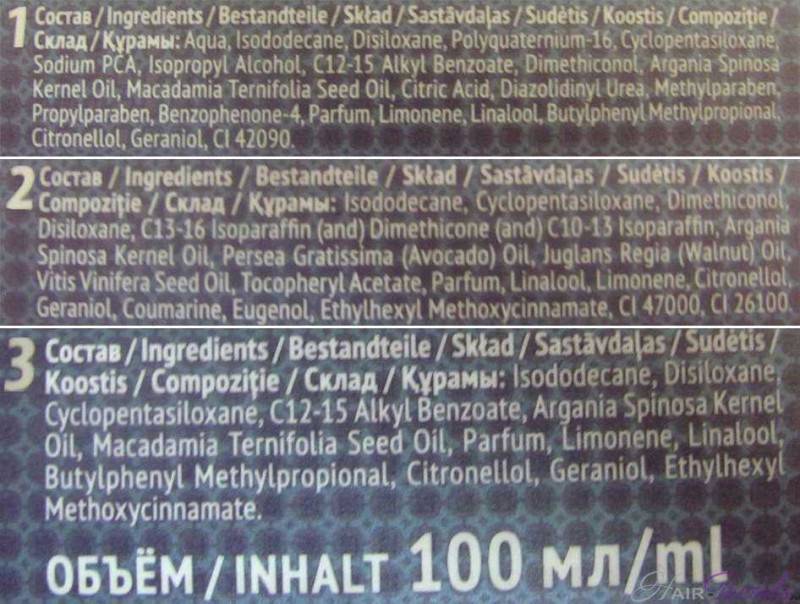 1 Состав / Ingredients / Bestandteile / Skład / Sastāvdaļas / Sudėtis / Koostis / Compoziţie /
Склад / Құрамы: Aqua, Isododecane, Disiloxane, Polyquaternium-16, Cyclopentasiloxane,
Sodium PCA, Isopropyl Alcohol, C12-15 Alkyl Benzoate, Dimethiconol, Argania Spinosa
Kernel Oil, Macadamia Ternifolia Seed Oil, Citric Acid, Diazolidinyl Urea, Methylparaben,
Propylparaben, Benzophenone-4, Parfum, Limonene, Linalool, Butylphenyl Methylpropional,
Citronellol, Geraniol, CI 42090.
2 Состав / Ingredients / Bestandteile / Skład / Sastāvdaļas / Sudėtis / Koostis /
Compoziţie / Склад / Құрамы: Isododecane, Cyclopentasiloxane, Dimethiconol,
Disiloxane, C13-16 Isoparaffin (and) Dimethicone (and) C10-13 Isoparaffin, Argania
Spinosa Kernel Oil, Persea Gratissima (Avocado) Oil, Juglans Regia (Walnut) Oil,
Vitis Vinifera Seed Oil, Tocopheryl Acetate, Parfum, Linalool, Limonene, Citronellol,
Geraniol, Coumarine, Eugenol, Ethylhexyl Methoxycinnamate, CI 47000, CI 26100
3 Состав / Ingredients / Bestandteile / Skład / Sastāvdaļas / Sudėtis /
Koostis / Compoziţie / Склад / Құрамы: Isododecane, Disiloxane,
Cyclopentasiloxane, C12-15 Alkyl Benzoate, Argania Spinosa Kernel
Oil, Macadamia Ternifolia Seed Oil, Parfum, Limonene, Linalool,
Butylphenyl Methylpropional, Citronellol, Geraniol, Ethylhexyl
Methoxycinnamate.
ОБЪЁМ / INHALT 100 мл/ml
HAIR